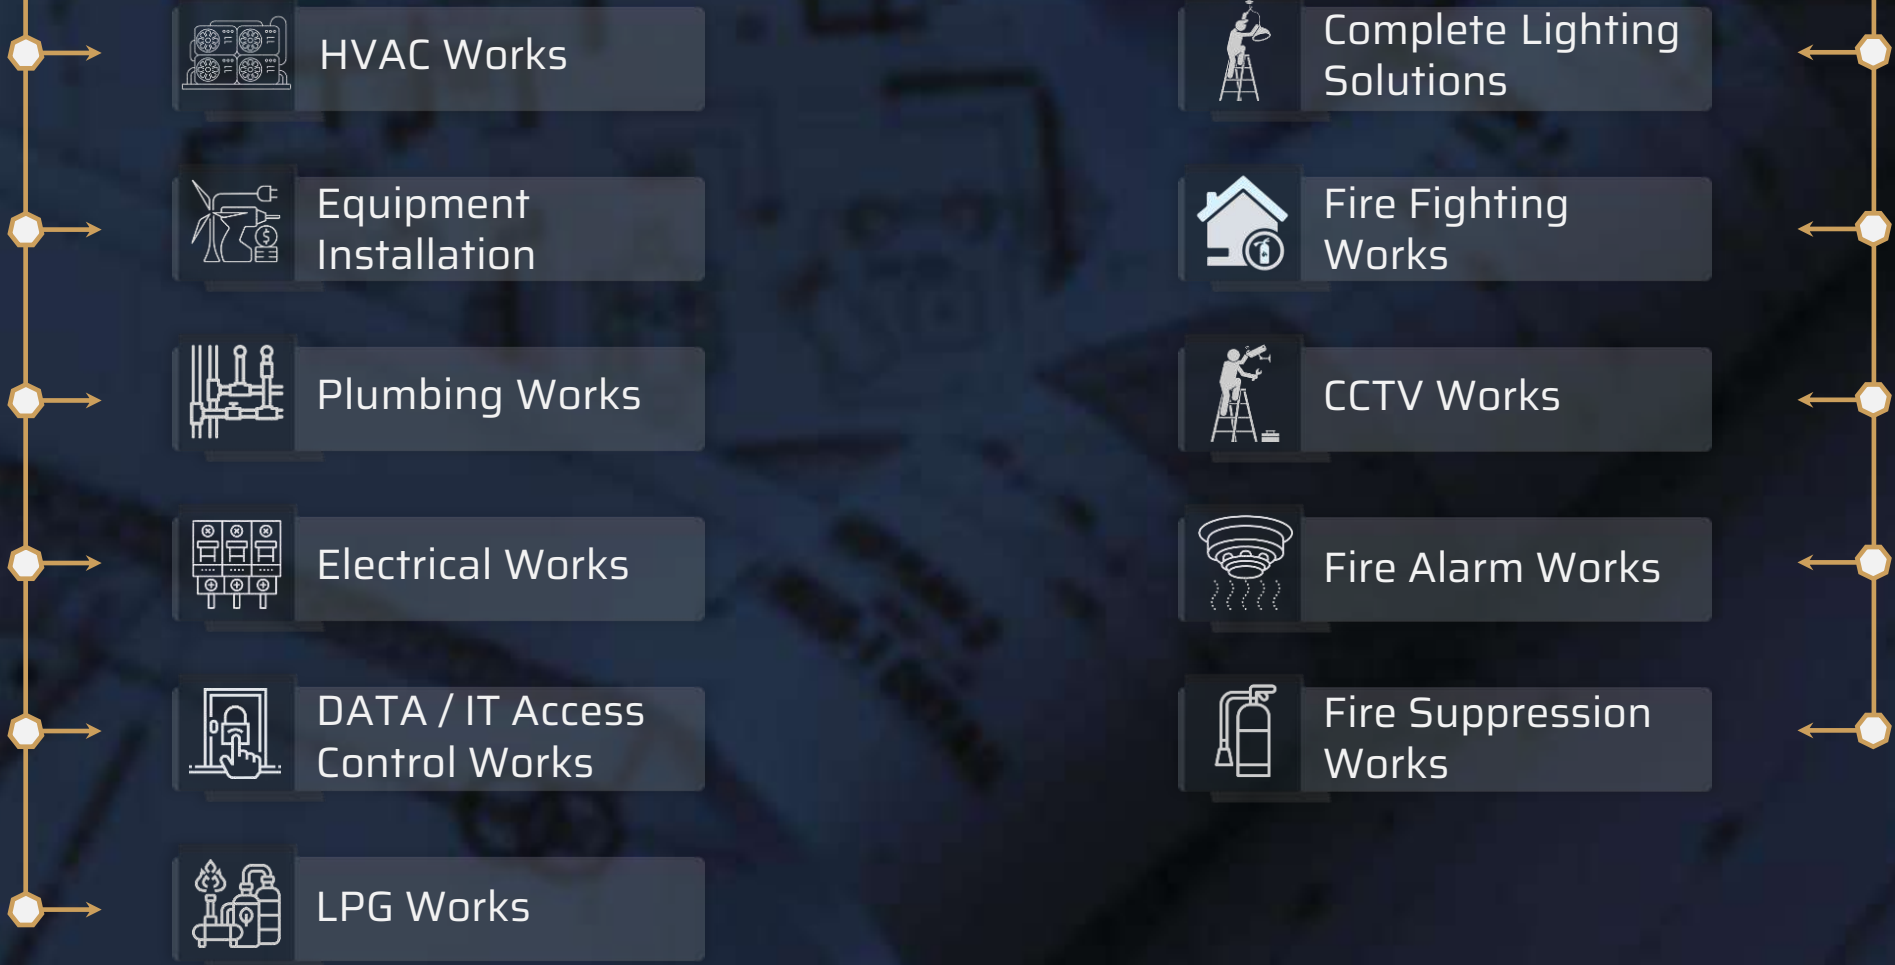 HVAC Works
Equipment
Installation
Plumbing Works
Electrical Works
DATA / IT Access
Control Works
LPG Works
Complete Lighting
Solutions
Fire Fighting
Works
CCTV Works
Fire Alarm Works
Fire Suppression
Works